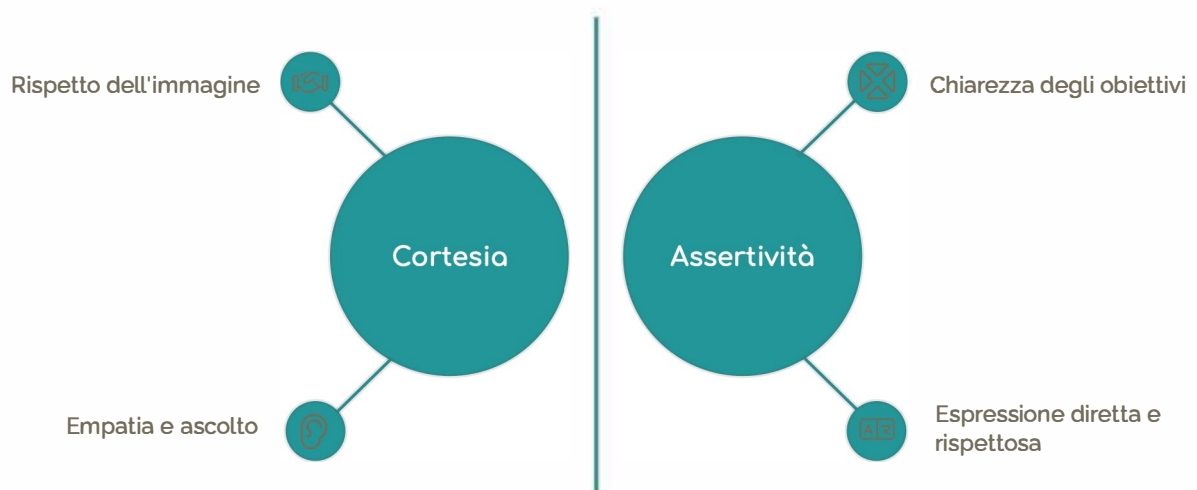 Rispetto dell'immagine
Cortesia
Empatia e ascolto
Chiarezza degli obiettivi
Assertività
Espressione diretta e
rispettosa